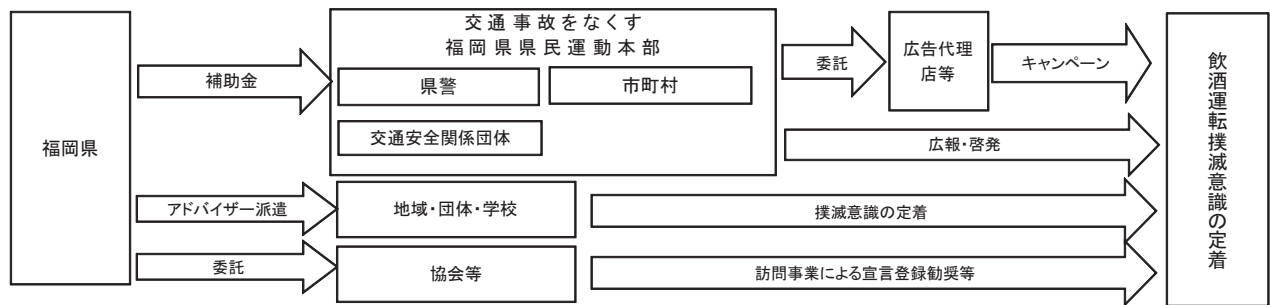 福岡県
補助金
交通事故をなくす
福岡県県民運動本部
県警
市町村
交通安全関係団体
委託
広告代理
店等
キャンペーン
広報・啓発
アドバイザー派遣
地域・団体・学校
撲滅意識の定着
委託
協会等
訪問事業による宣言登録勧奨等
飲酒運転撲滅意識の定着